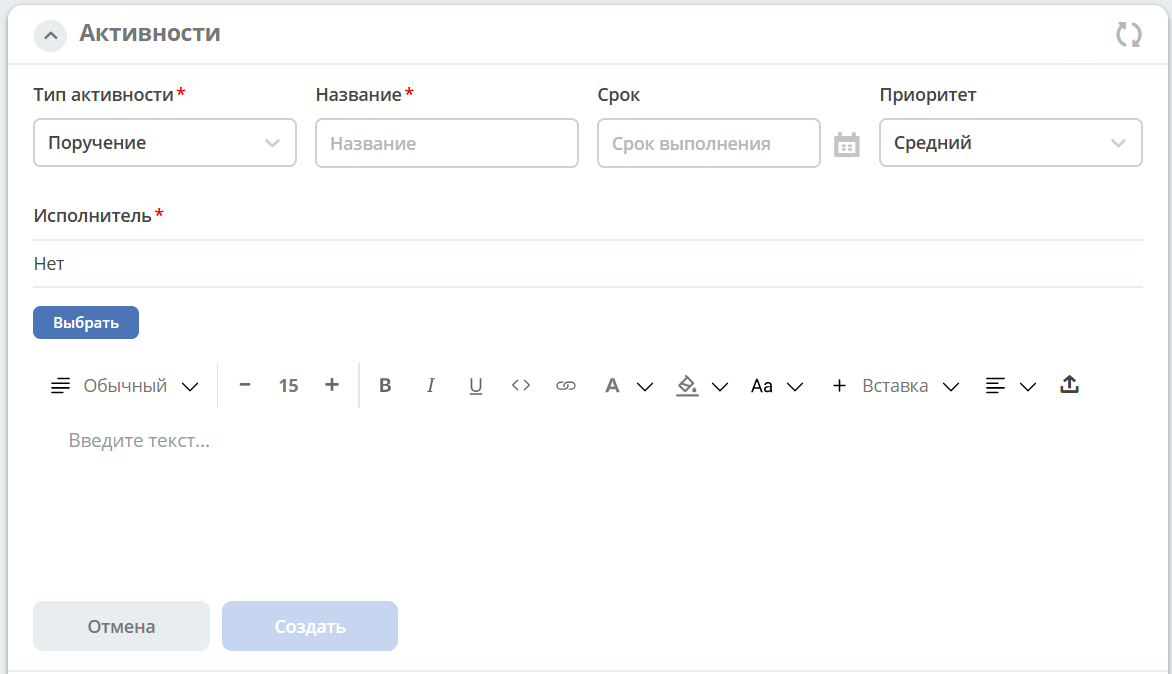 Активности
Тип активности* Название* Срок Приоритет
Поручение Название Срок выполнения Средний
Исполнитель*
Нет
Выбрать
Обычный − 15 + B I U <> A Aa + Вставка
Введите текст...
Отмена Создать